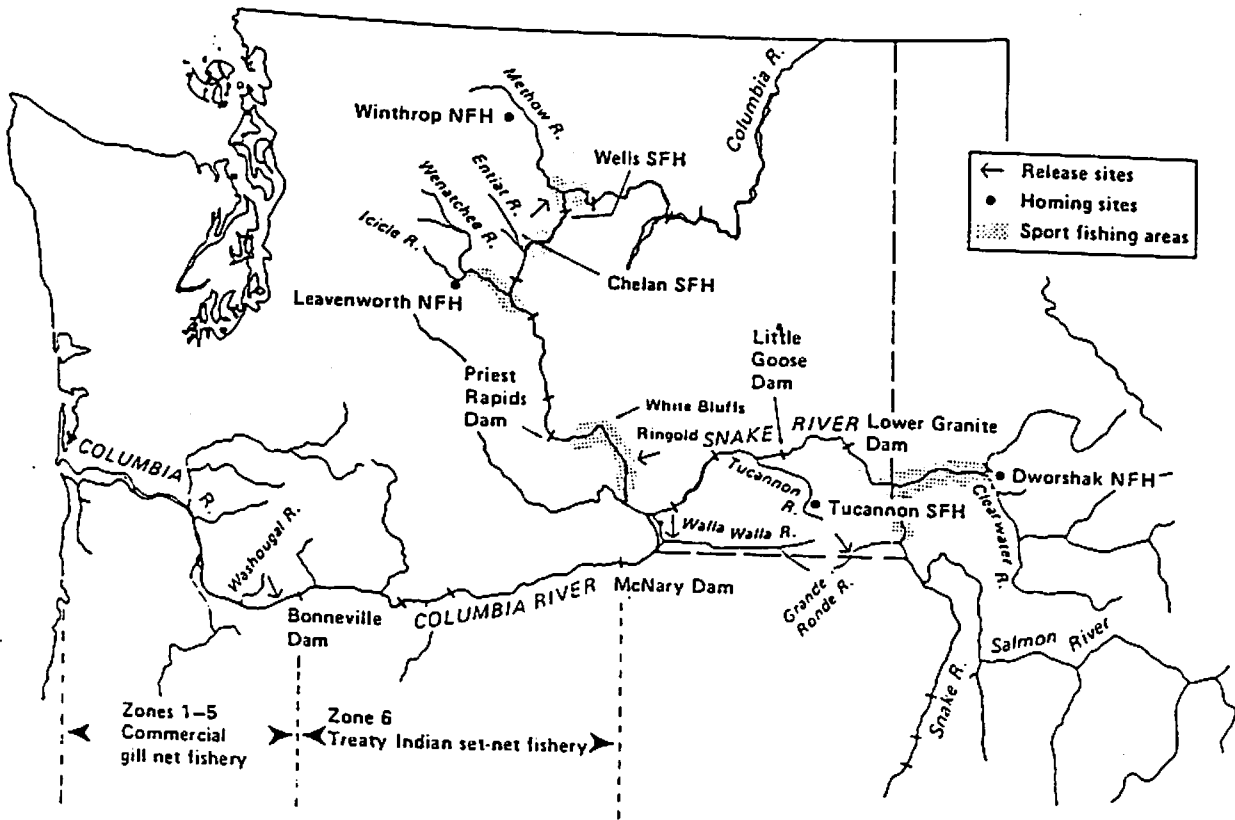 Columbia R.
Methow R.
Winthrop NFH
Wells SFH
Entiat R.
Wenatchee R.
Icicle R.
Release sites
Homing sites
Sport fishing areas
Chelan SFH
Leavenworth NFH
Little
Goose
Dam
Priest
Rapids
Dam
White Bluffs
Ringold
SNAKE RIVER
Lower Granite
Dam
COLUMBIA
R.
Tucannon
R.
Dworshak NFH
Tucannon SFH
Clearwater R.
Walla Walla R.
Washougal R.
McNary Dam
COLUMBIA RIVER
Bonneville
Dam
Grande
Ronde R.
Salmon River
Snake R.
Zones 1-5
Commercial
gill net fishery
Zone 6
Treaty Indian set-net fishery